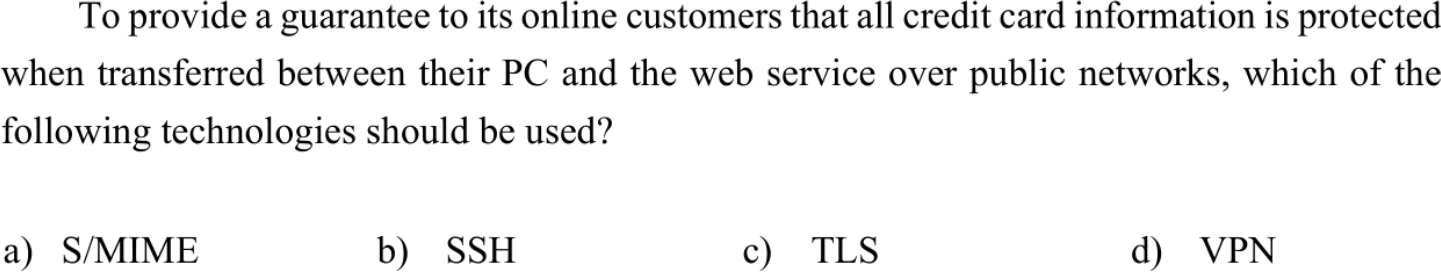 To provide a guarantee to its online customers that all credit card information is protected
when transferred between their PC and the web service over public networks, which of the
following technologies should be used?
a) S/MIME b) SSH c) TLS d) VPN